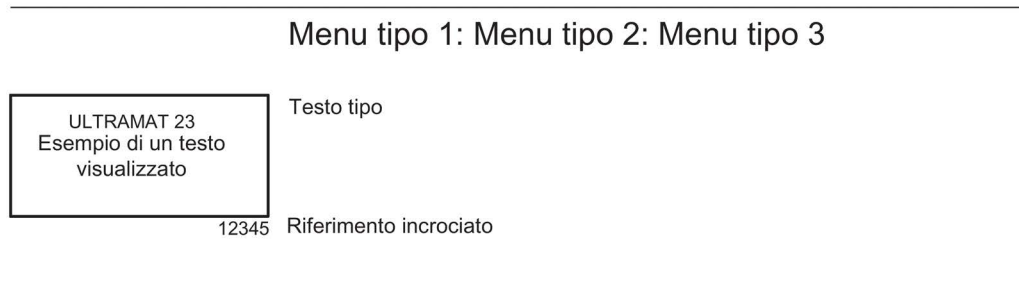 Menu tipo 1: Menu tipo 2: Menu tipo 3
Testo tipo
ULTRAMAT 23
Esempio di un testo
visualizzato
12345 Riferimento incrociato